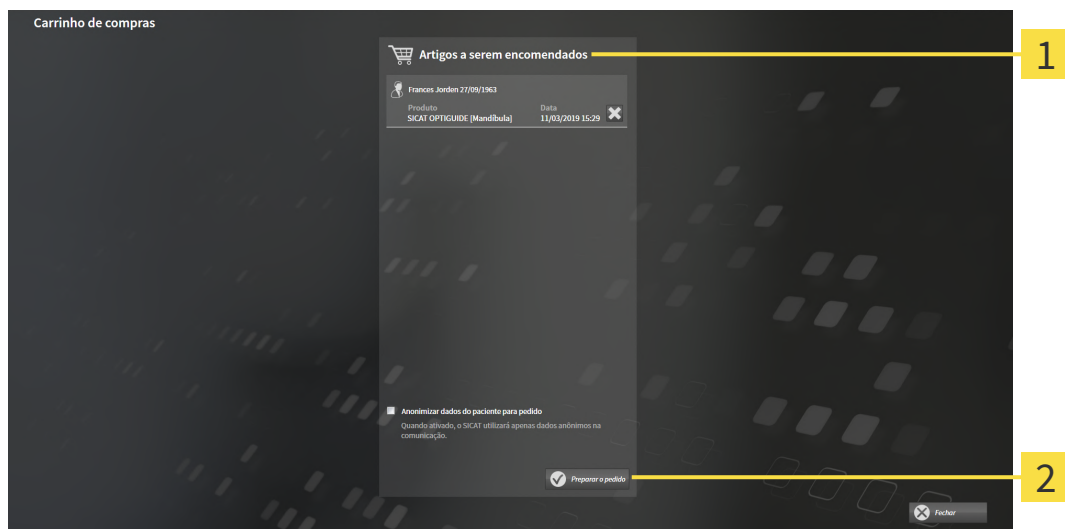 Carrinho de compras
Artigos a serem encomendados
1
Frances Jorden 27/09/1963
Produto Data
SICAT OPTIGUIDE [Mandíbula] 11/03/2019 15:29
Anonimizar dados do paciente para pedido
Quando ativado, o SICAT utilizará apenas dados anônimos na
comunicação.
Preparar o pedido
2
Fechar